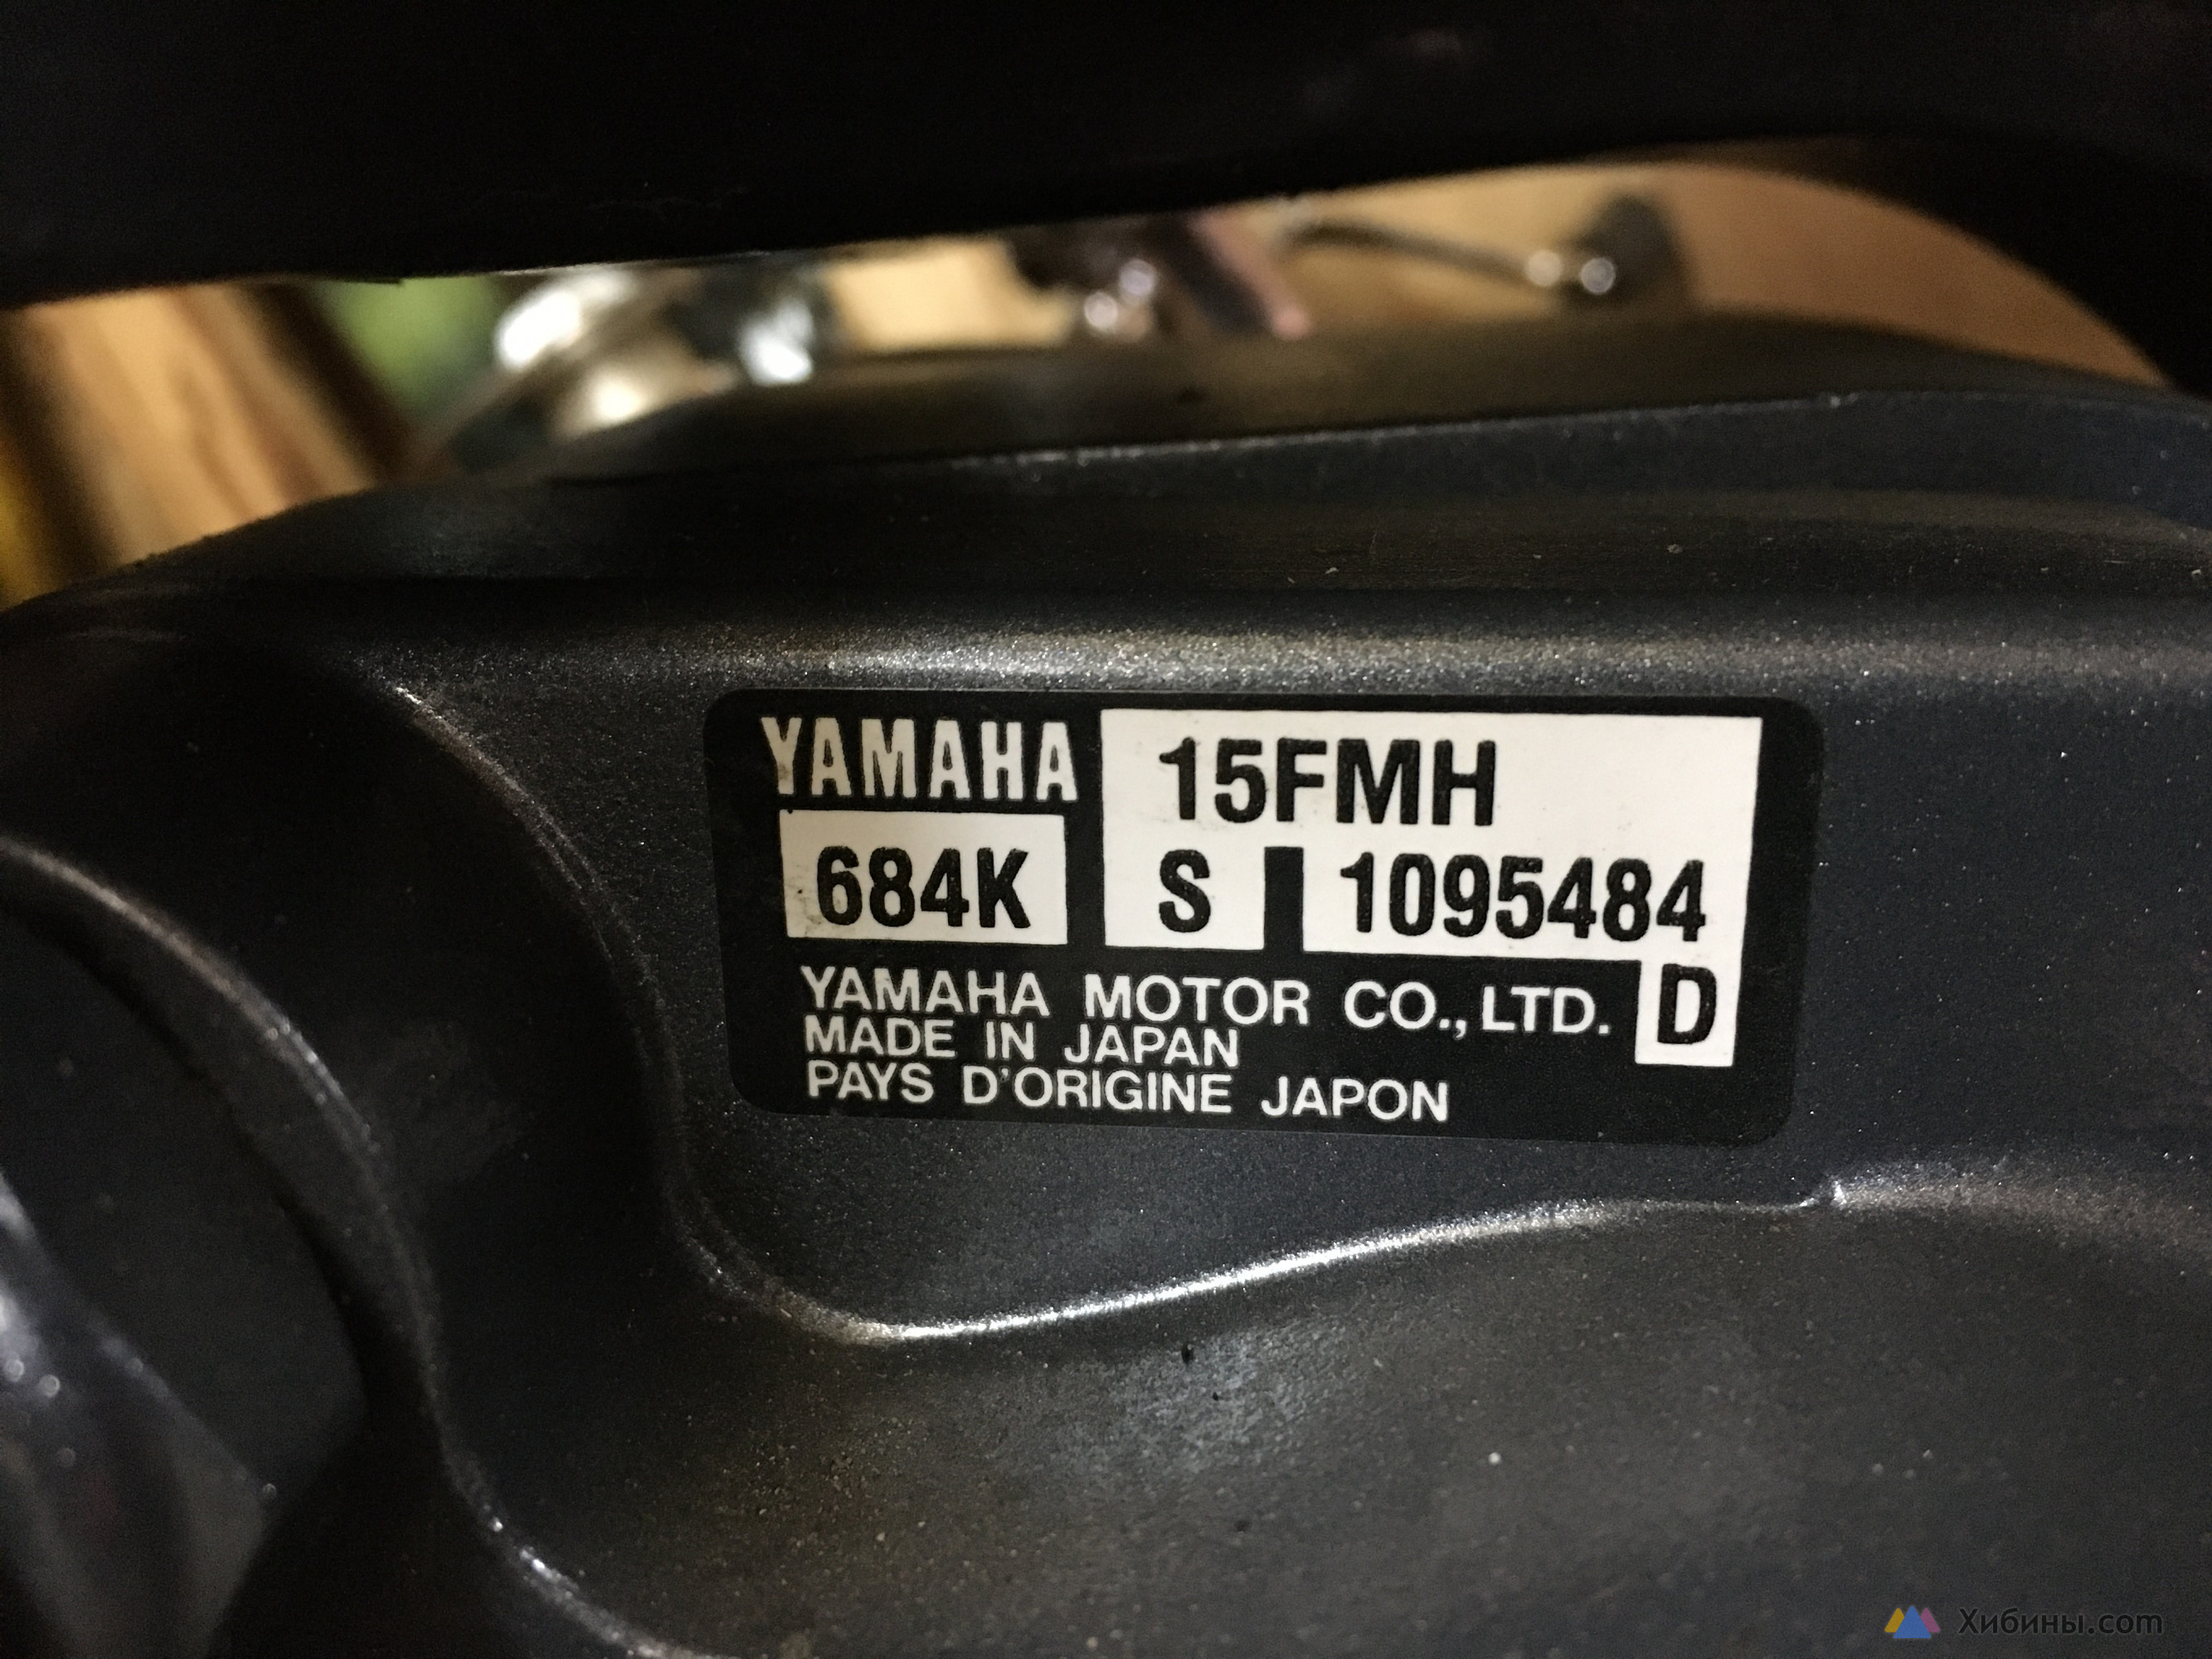 YAMAHA 15FMH
684K S 1095484
YAMAHA MOTOR CO., LTD. D
MADE IN JAPAN
PAYS D'ORIGINE JAPON
Хибины.com